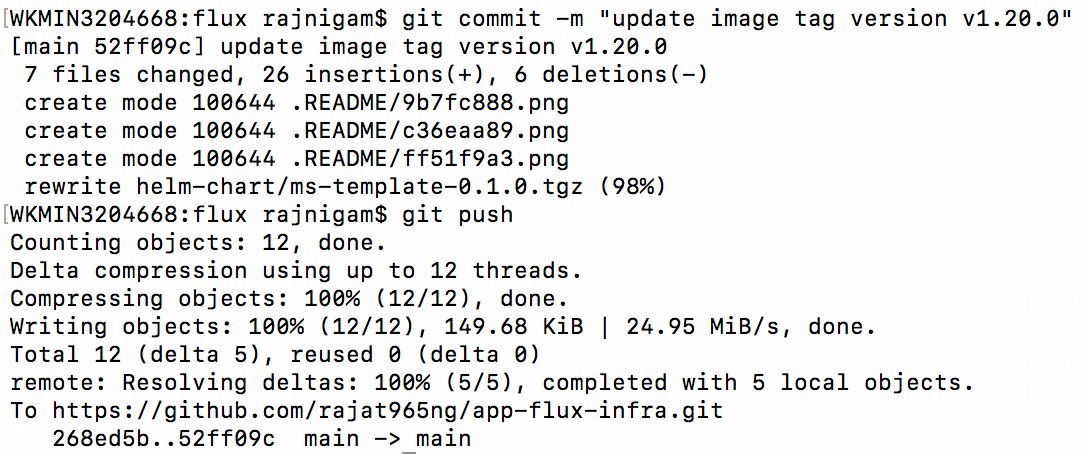 [WKMIN3204668:flux rajnigam$ git commit -m "update image tag version v1.20.0"
[main 52ff09c] update image tag version v1.20.0
 7 files changed, 26 insertions(+), 6 deletions(-)
 create mode 100644 .README/9b7fc888.png
 create mode 100644 .README/c36eaa89.png
 create mode 100644 .README/ff51f9a3.png
 rewrite helm-chart/ms-template-0.1.0.tgz (98%)
[WKMIN3204668:flux rajnigam$ git push
Counting objects: 12, done.
Delta compression using up to 12 threads.
Compressing objects: 100% (12/12), done.
Writing objects: 100% (12/12), 149.68 KiB | 24.95 MiB/s, done.
Total 12 (delta 5), reused 0 (delta 0)
remote: Resolving deltas: 100% (5/5), completed with 5 local objects.
To https://github.com/rajat965ng/app-flux-infra.git
   268ed5b..52ff09c  main -> main